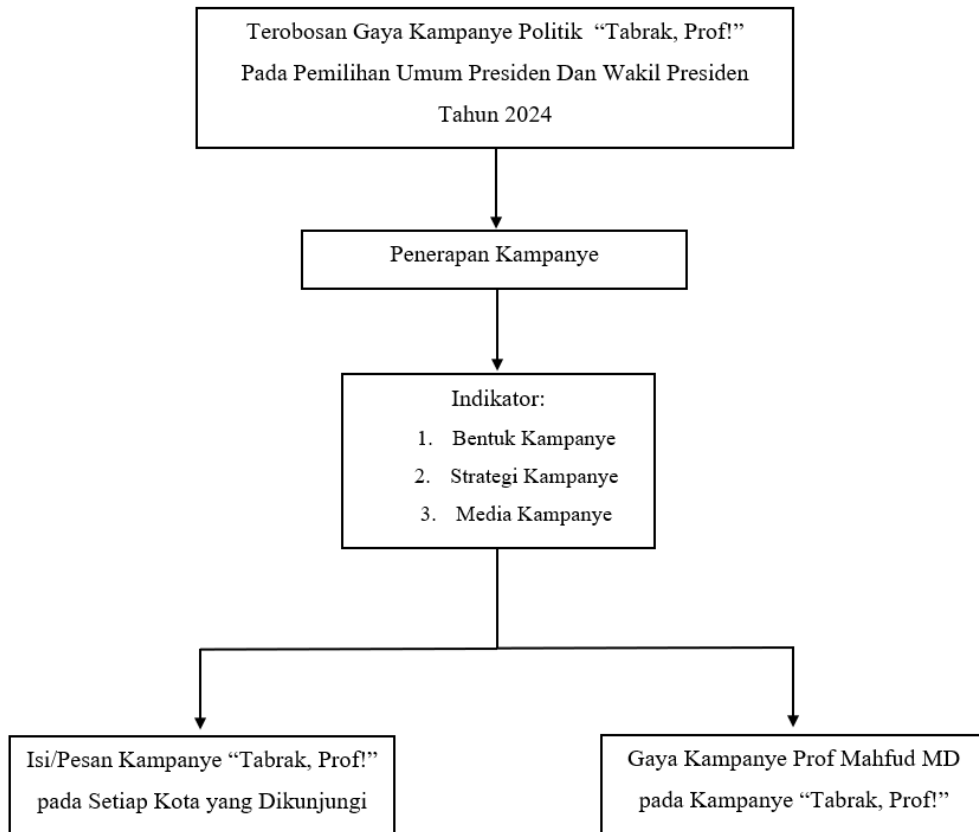 Terobosan Gaya Kampanye Politik “Tabrak, Prof!”
Pada Pemilihan Umum Presiden Dan Wakil Presiden
Tahun 2024
Penerapan Kampanye
Indikator:
1. Bentuk Kampanye
2. Strategi Kampanye
3. Media Kampanye
Isi/Pesan Kampanye “Tabrak, Prof!”
pada Setiap Kota yang Dikunjungi
Gaya Kampanye Prof Mahfud MD
pada Kampanye “Tabrak, Prof!”